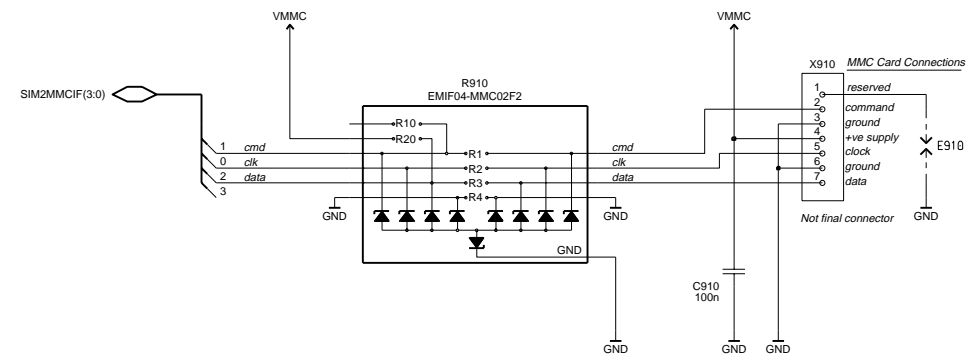 VMMC
VMMC
R910
EMIF04-MMC02F2
X910
MMC Card Connections
SIM2MMCIF(3:0)
1 cmd
0 clk
2 data
3
R10
R20
R1
R2
R3
R4
cmd
clk
data
1 reserved
2 command
3 ground
4 +ve supply
5 clock
6 ground
7 data
E910
GND
GND
GND
Not final connector
GND
C910
100n
GND
GND
GND